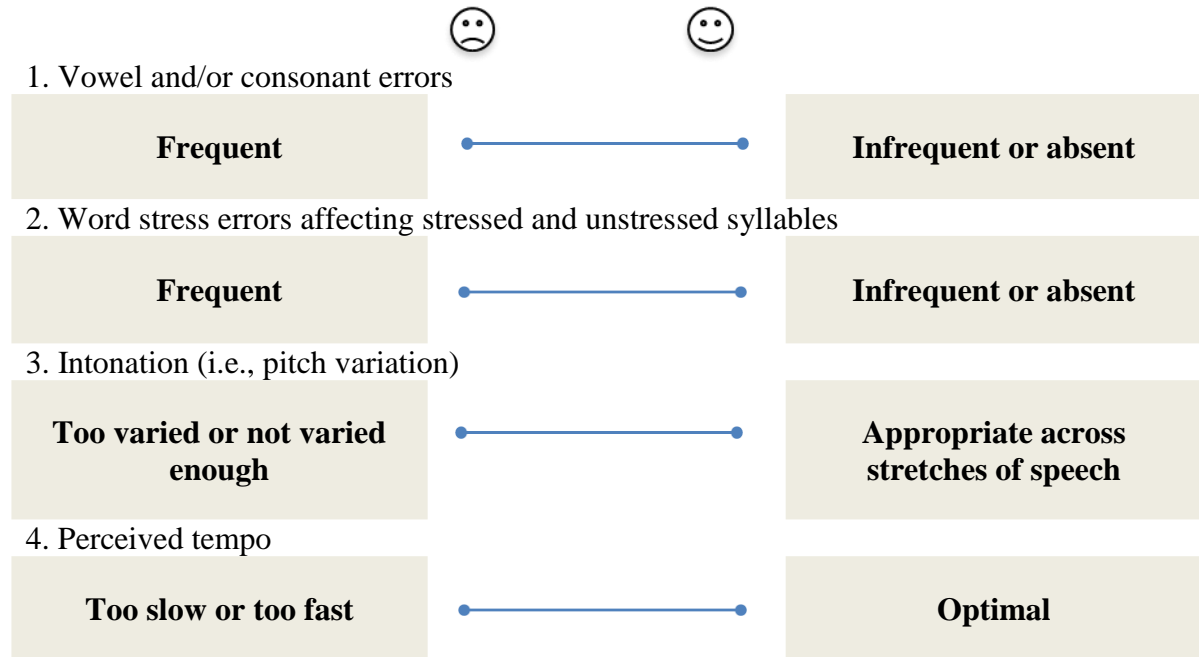 1. Vowel and/or consonant errors
Frequent
Infrequent or absent
2. Word stress errors affecting stressed and unstressed syllables
Frequent
Infrequent or absent
3. Intonation (i.e., pitch variation)
Too varied or not varied
enough
Appropriate across
stretches of speech
4. Perceived tempo
Too slow or too fast
Optimal